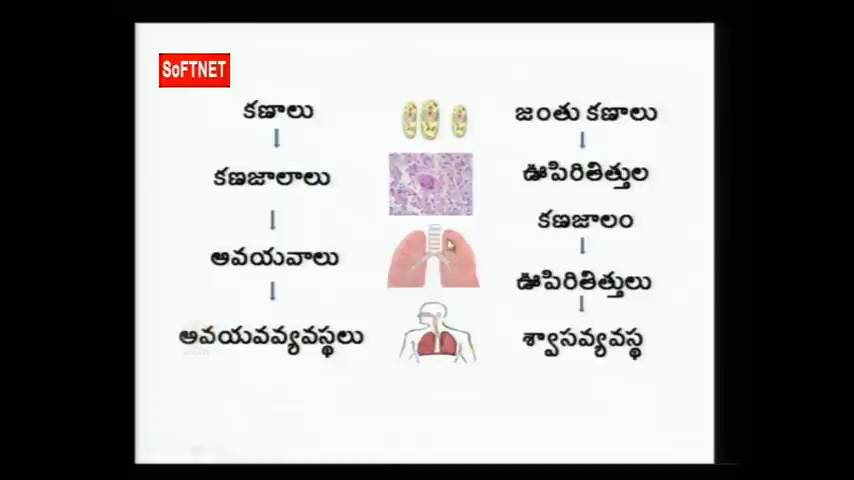 SoFTNET
కణాలు
జంతు కణాలు
కణజాలాలు
ఊపిరితిత్తుల
కణజాలం
అవయవాలు
ఊపిరితిత్తులు
అవయవవ్యవస్థలు
శ్వాసవ్యవస్థ